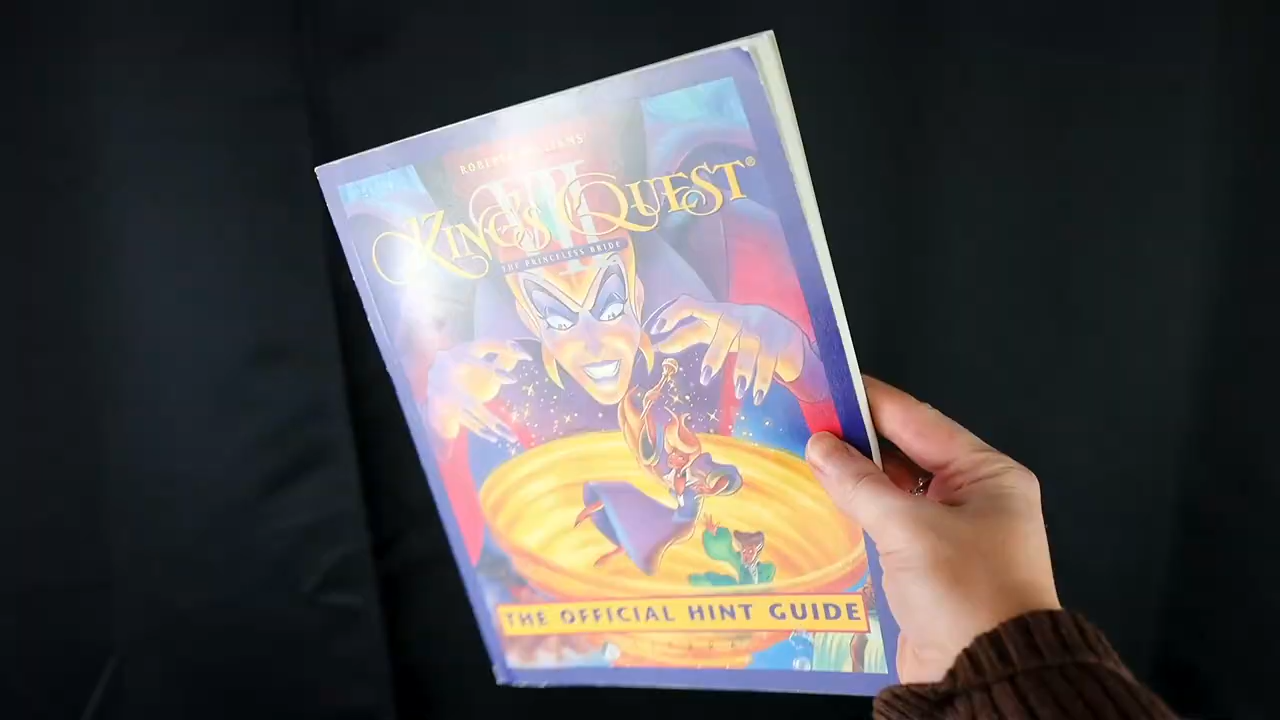 ROBERTA WILLIAMS'
VII
KING'S QUEST®
THE PRINCELESS BRIDE
THE OFFICIAL HINT GUIDE